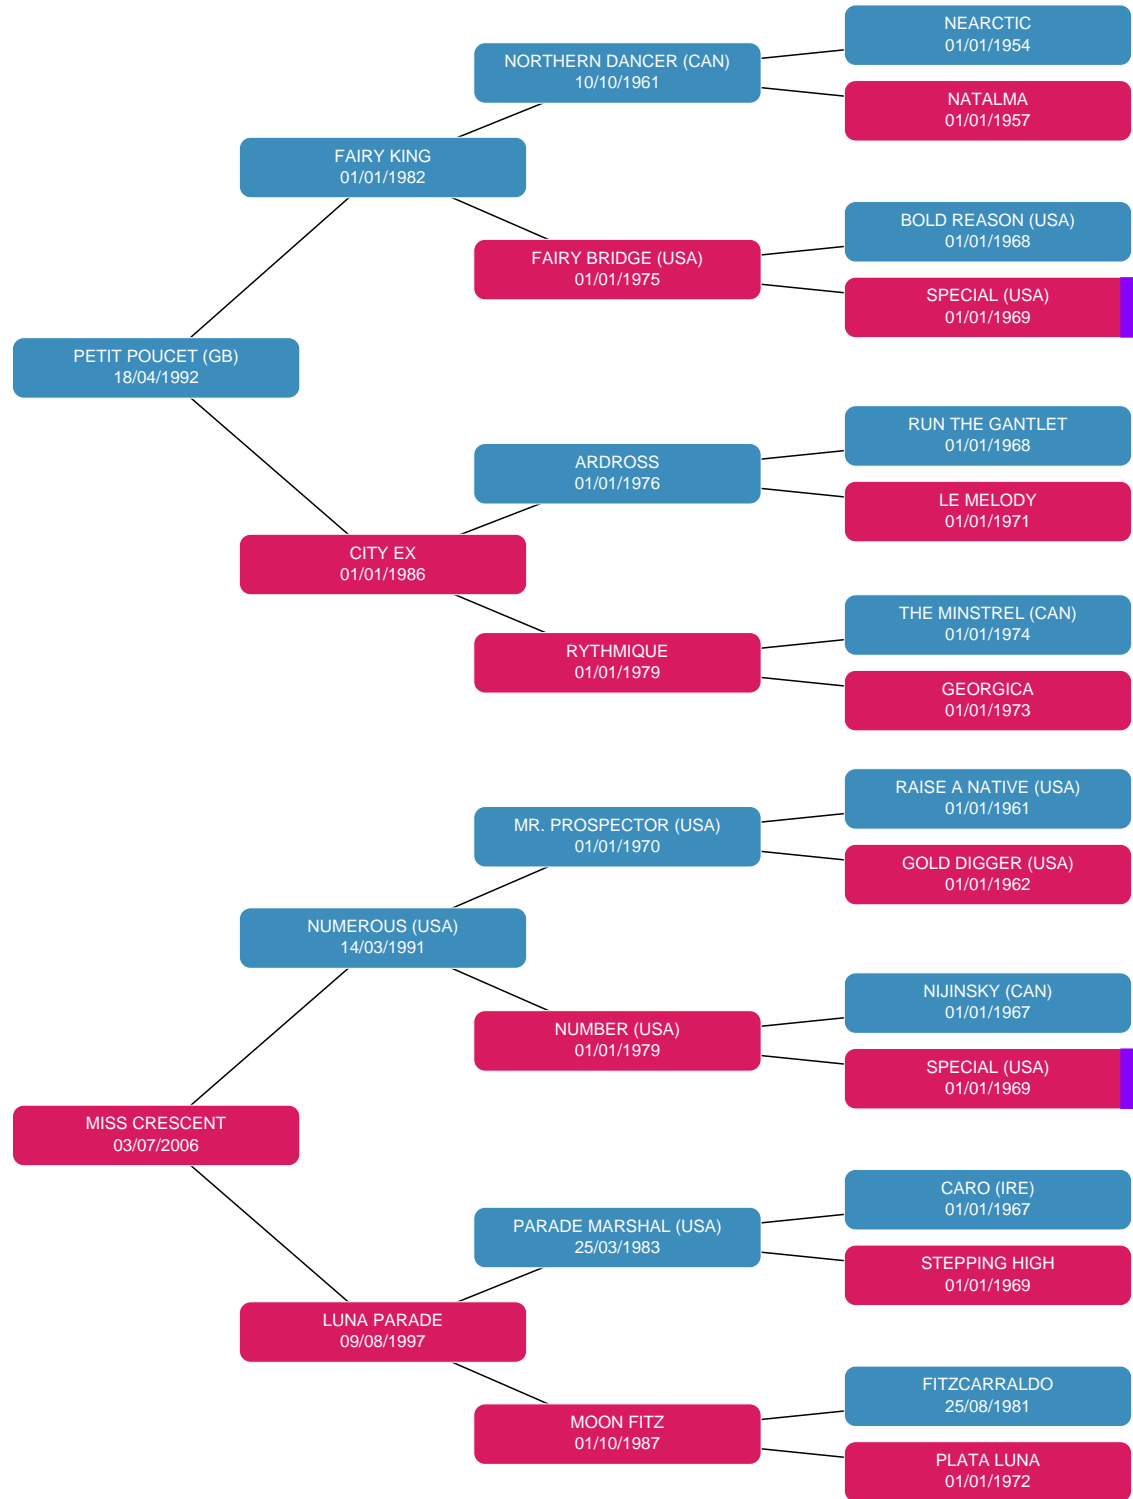 NEARCTIC
01/01/1954
NORTHERN DANCER (CAN)
10/10/1961
NATALMA
01/01/1957
FAIRY KING
01/01/1982
BOLD REASON (USA)
01/01/1968
FAIRY BRIDGE (USA)
01/01/1975
SPECIAL (USA)
01/01/1969
PETIT POUCET (GB)
18/04/1992
RUN THE GANTLET
01/01/1968
ARDROSS
01/01/1976
LE MELODY
01/01/1971
CITY EX
01/01/1986
THE MINSTREL (CAN)
01/01/1974
RYTHMIQUE
01/01/1979
GEORGICA
01/01/1973
RAISE A NATIVE (USA)
01/01/1961
MR. PROSPECTOR (USA)
01/01/1970
GOLD DIGGER (USA)
01/01/1962
NUMEROUS (USA)
14/03/1991
NIJINSKY (CAN)
01/01/1967
NUMBER (USA)
01/01/1979
SPECIAL (USA)
01/01/1969
MISS CRESCENT
03/07/2006
CARO (IRE)
01/01/1967
PARADE MARSHAL (USA)
25/03/1983
STEPPING HIGH
01/01/1969
LUNA PARADE
09/08/1997
FITZCARRALDO
25/08/1981
MOON FITZ
01/10/1987
PLATA LUNA
01/01/1972